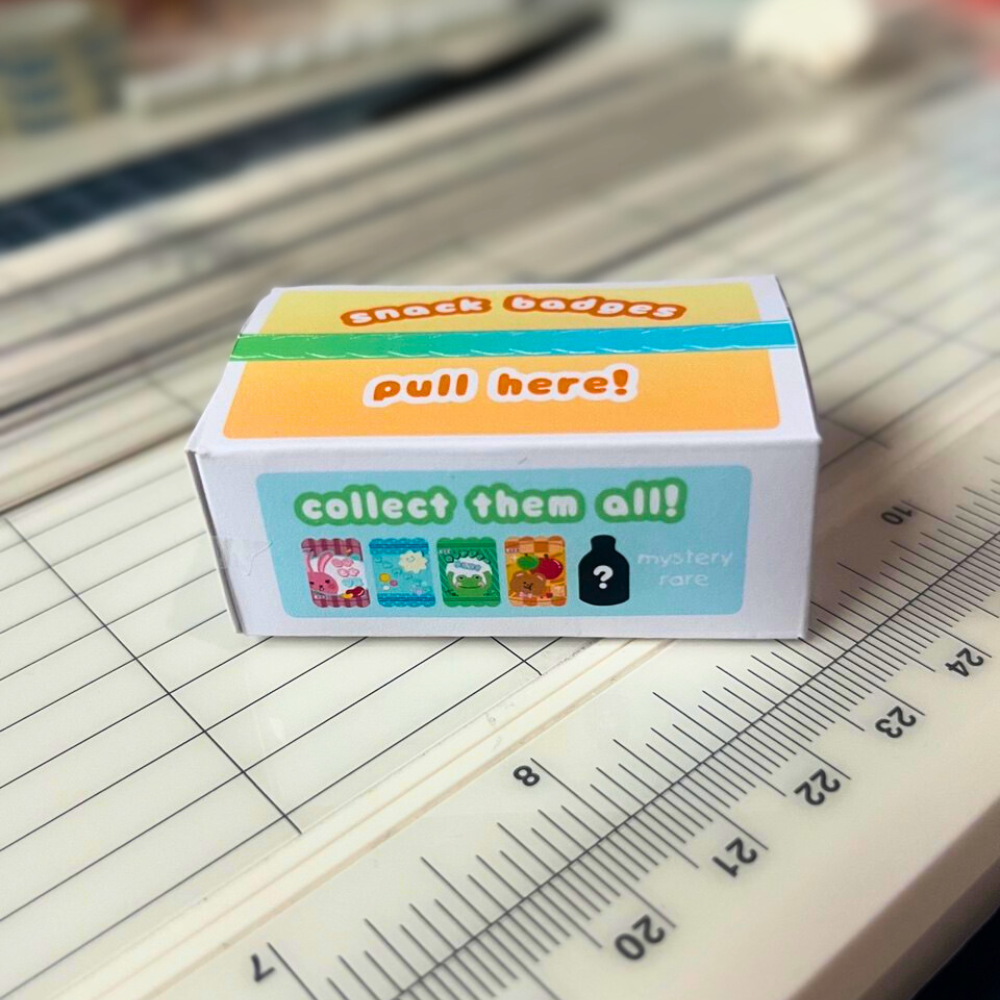 snack badges
pull here!
collect them all!
?
mystery
rare
10
24
23
8
22
21
20
7